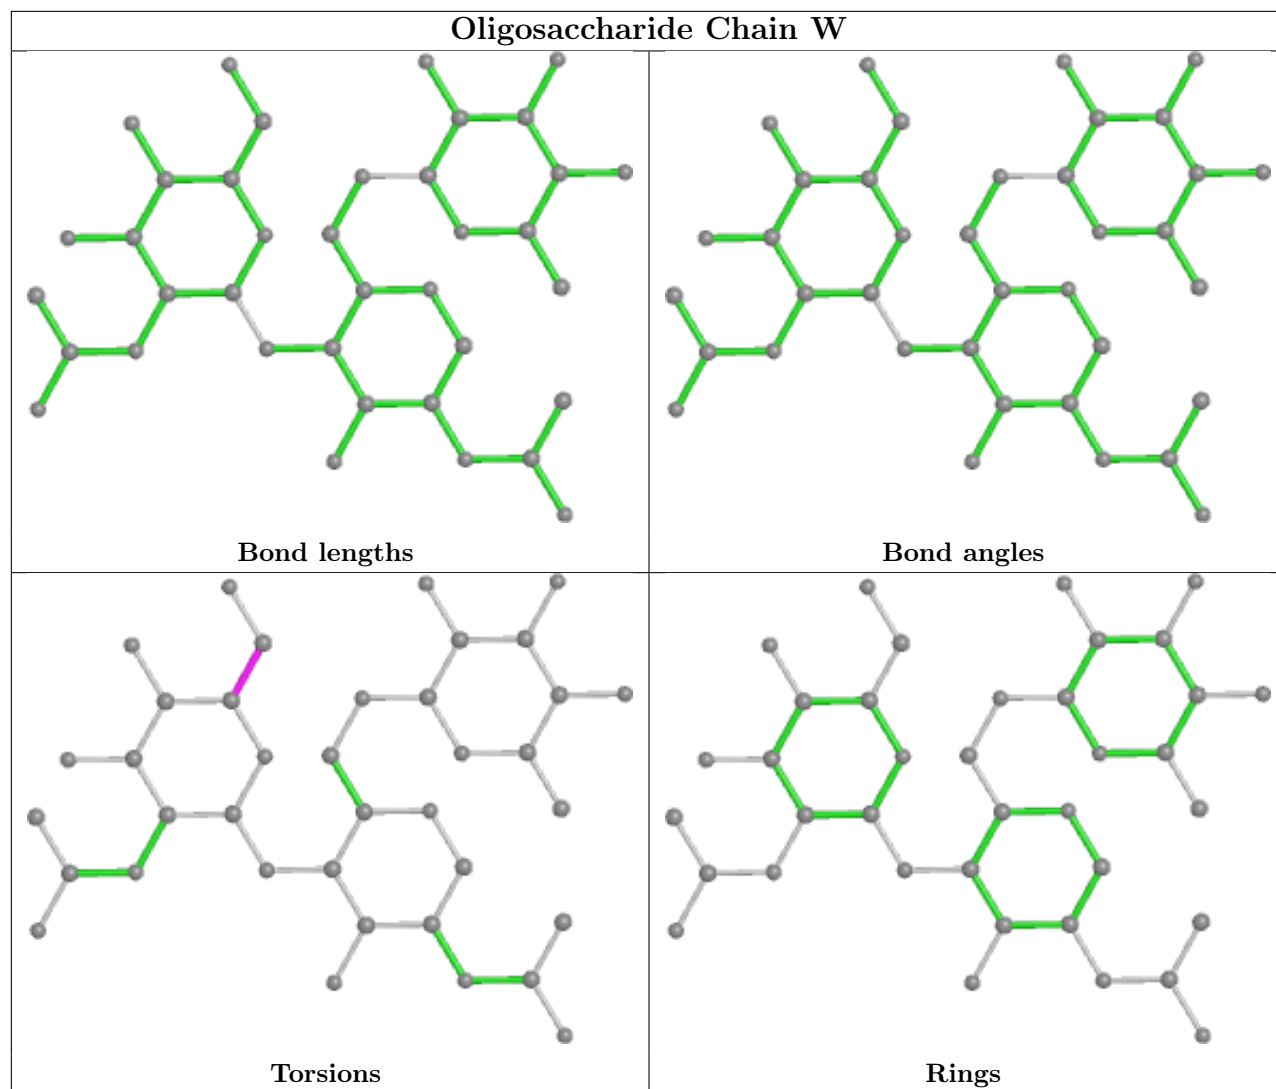 Oligosaccharide Chain W
Bond lengths
Bond angles
Torsions
Rings